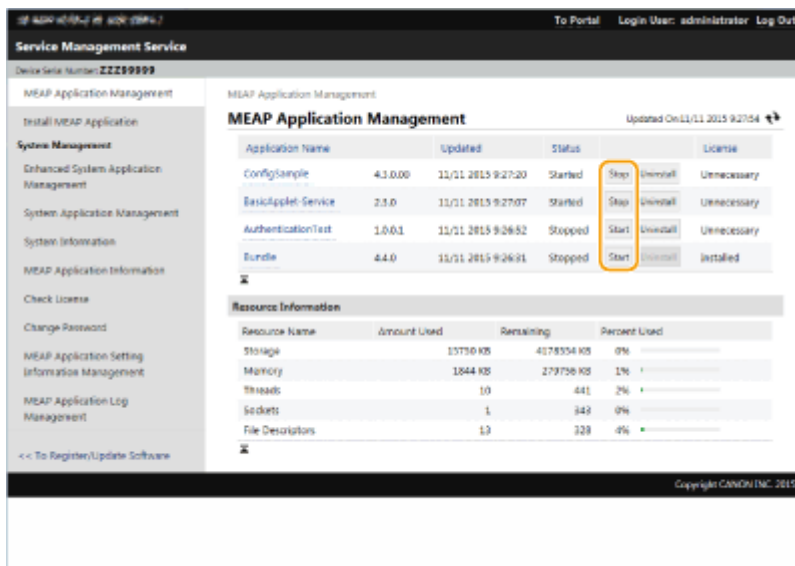 To Portal Login User: administrator Log Out
Service Management Service
Device Serial Number: ZZZ99999
MEAP Application Management
Install MEAP Application
System Management
Enhanced System Application
Management
System Application Management
System Information
MEAP Application Information
Check License
Change Password
MEAP Application Setting
Information Management
MEAP Application Log
Management
<< To Register/Update Software
MEAP Application Management
MEAP Application Management
Updated On:11/11 2015 9:27:54
Application Name Updated Status License
ConfigSample 4.3.0.00 11/11 2015 9:27:20 Started Stop Uninstall Unnecessary
BasicApplet-Service 2.3.0 11/11 2015 9:27:07 Started Stop Uninstall Unnecessary
AuthenticationTest 1.0.0.1 11/11 2015 9:26:52 Stopped Start Uninstall Unnecessary
Bundle 4.4.0 11/11 2015 9:26:31 Stopped Start Uninstall Installed
Resource Information
Resource Name Amount Used Remaining Percent Used
Storage 15750 KB 4178554 KB 0%
Memory 1844 KB 279756 KB 1%
Threads 10 441 2%
Sockets 1 343 0%
File Descriptors 13 328 4%
Copyright CANON INC. 2015